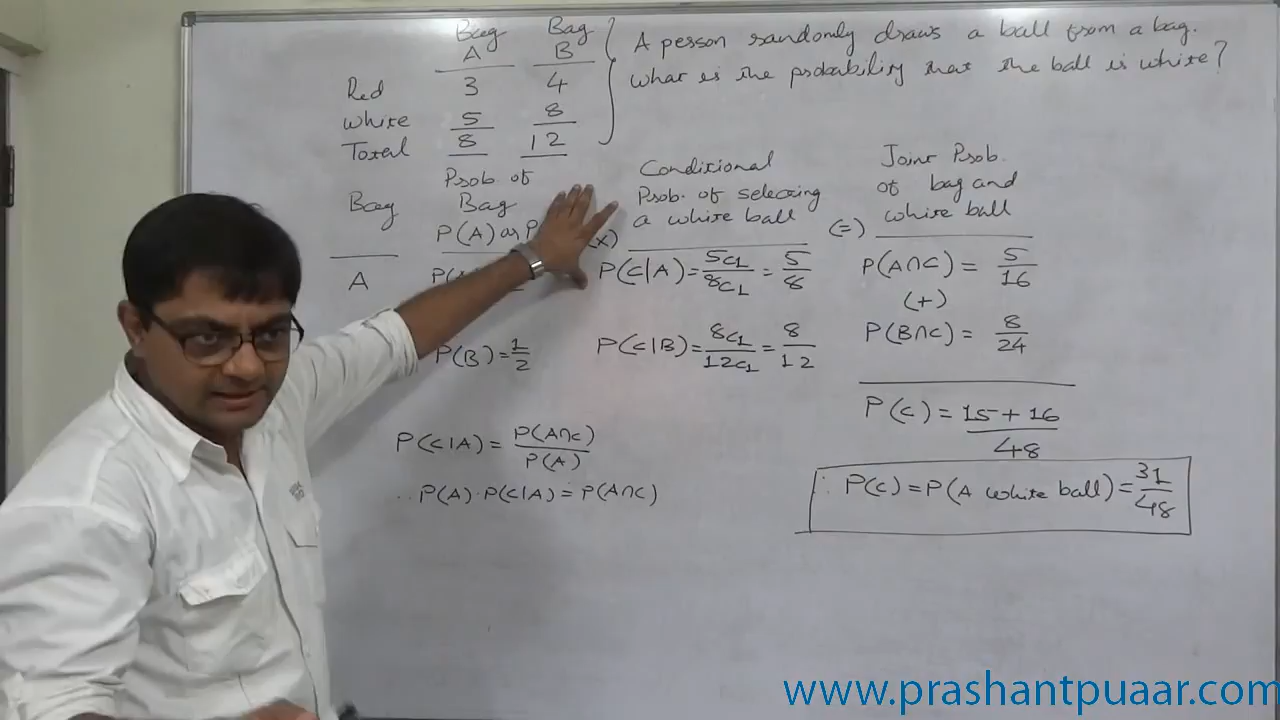 Bag Bag
A B
Red 3 4
White 5 8
Total 8 12
A person randomly draws a ball from a bag.
What is the probability that the ball is white?
Bag
Prob. of
Bag
P(A) or P
(x)
Conditional
Prob. of selecting
a white ball
(=)
Joint Prob.
of bag and
white ball
A
P(C|A) = 5C1/8C1 = 5/8
P(A∩C) = 5/16
(+)
P(B) = 1/2
P(C|B) = 8C1/12C1 = 8/12
P(B∩C) = 8/24
P(C) = 15 + 16/48
P(C|A) = P(A∩C)/P(A)
∴ P(A) · P(C|A) = P(A∩C)
∴ P(C) = P(A white ball) = 31/48
www.prashantpuaar.com